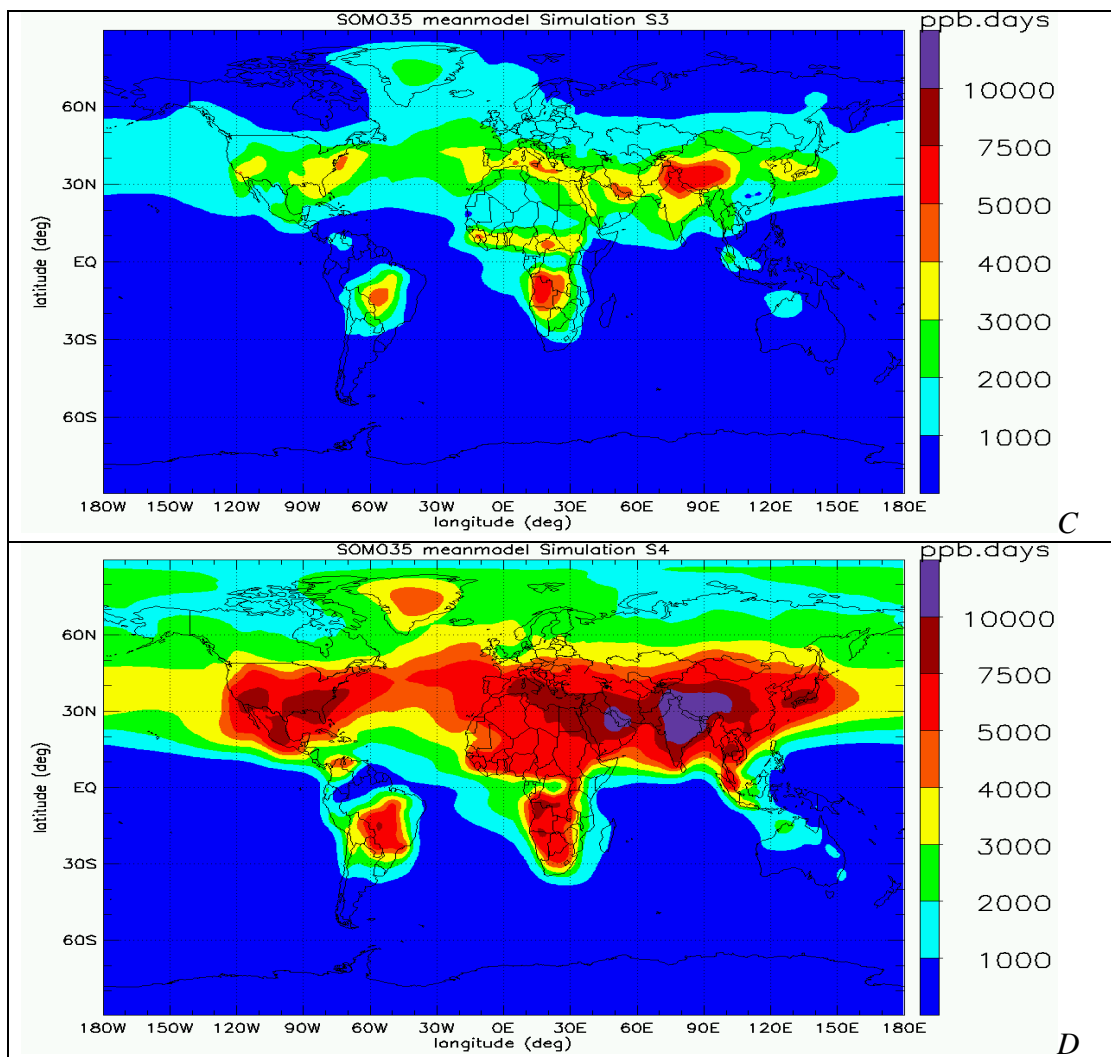 SOMO35 meanmodel Simulation S3
ppb.days
10000
7500
5000
4000
3000
2000
1000
60N
30N
EQ
30S
60S
latitude (deg)
180W 150W 120W 90W 60W 30W 0E 30E 60E 90E 120E 150E 180E
longitude (deg)
C
SOMO35 meanmodel Simulation S4
ppb.days
10000
7500
5000
4000
3000
2000
1000
60N
30N
EQ
30S
60S
latitude (deg)
180W 150W 120W 90W 60W 30W 0E 30E 60E 90E 120E 150E 180E
longitude (deg)
D